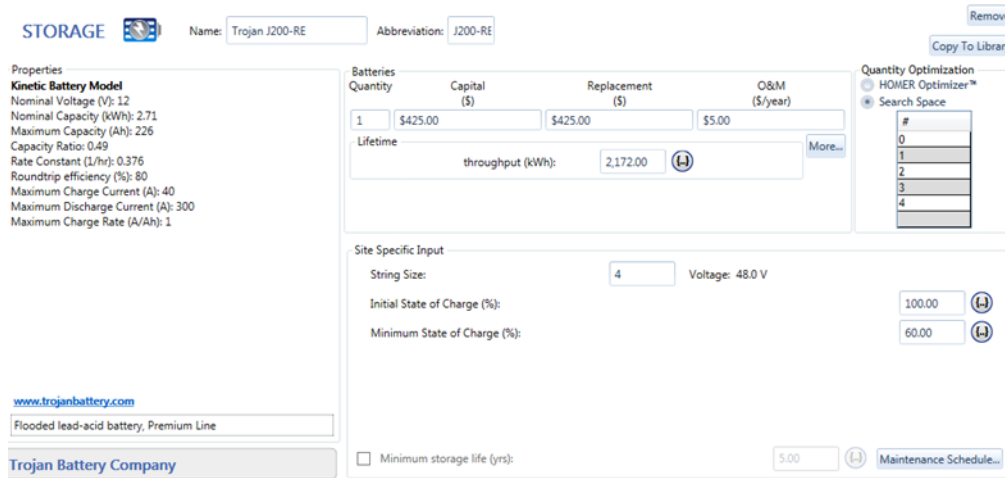 Remov
STORAGE
Name: Trojan J200-RE
Abbreviation: J200-RE
Copy To Librar
Properties
Kinetic Battery Model
Nominal Voltage (V): 12
Nominal Capacity (kWh): 2.71
Maximum Capacity (Ah): 226
Capacity Ratio: 0.49
Rate Constant (1/hr): 0.376
Roundtrip efficiency (%): 80
Maximum Charge Current (A): 40
Maximum Discharge Current (A): 300
Maximum Charge Rate (A/Ah): 1
www.trojanbattery.com
Flooded lead-acid battery, Premium Line
Trojan Battery Company
Batteries
Quantity Capital Replacement O&M
($) ($) ($/year)
1 $425.00 $425.00 $5.00
Lifetime
More...
throughput (kWh): 2,172.00 {..}
Quantity Optimization
HOMER Optimizer™
Search Space
#
0
1
2
3
4
Site Specific Input
String Size: 4 Voltage: 48.0 V
Initial State of Charge (%): 100.00 {..}
Minimum State of Charge (%): 60.00 {..}
Minimum storage life (yrs): 5.00 {..} Maintenance Schedule...